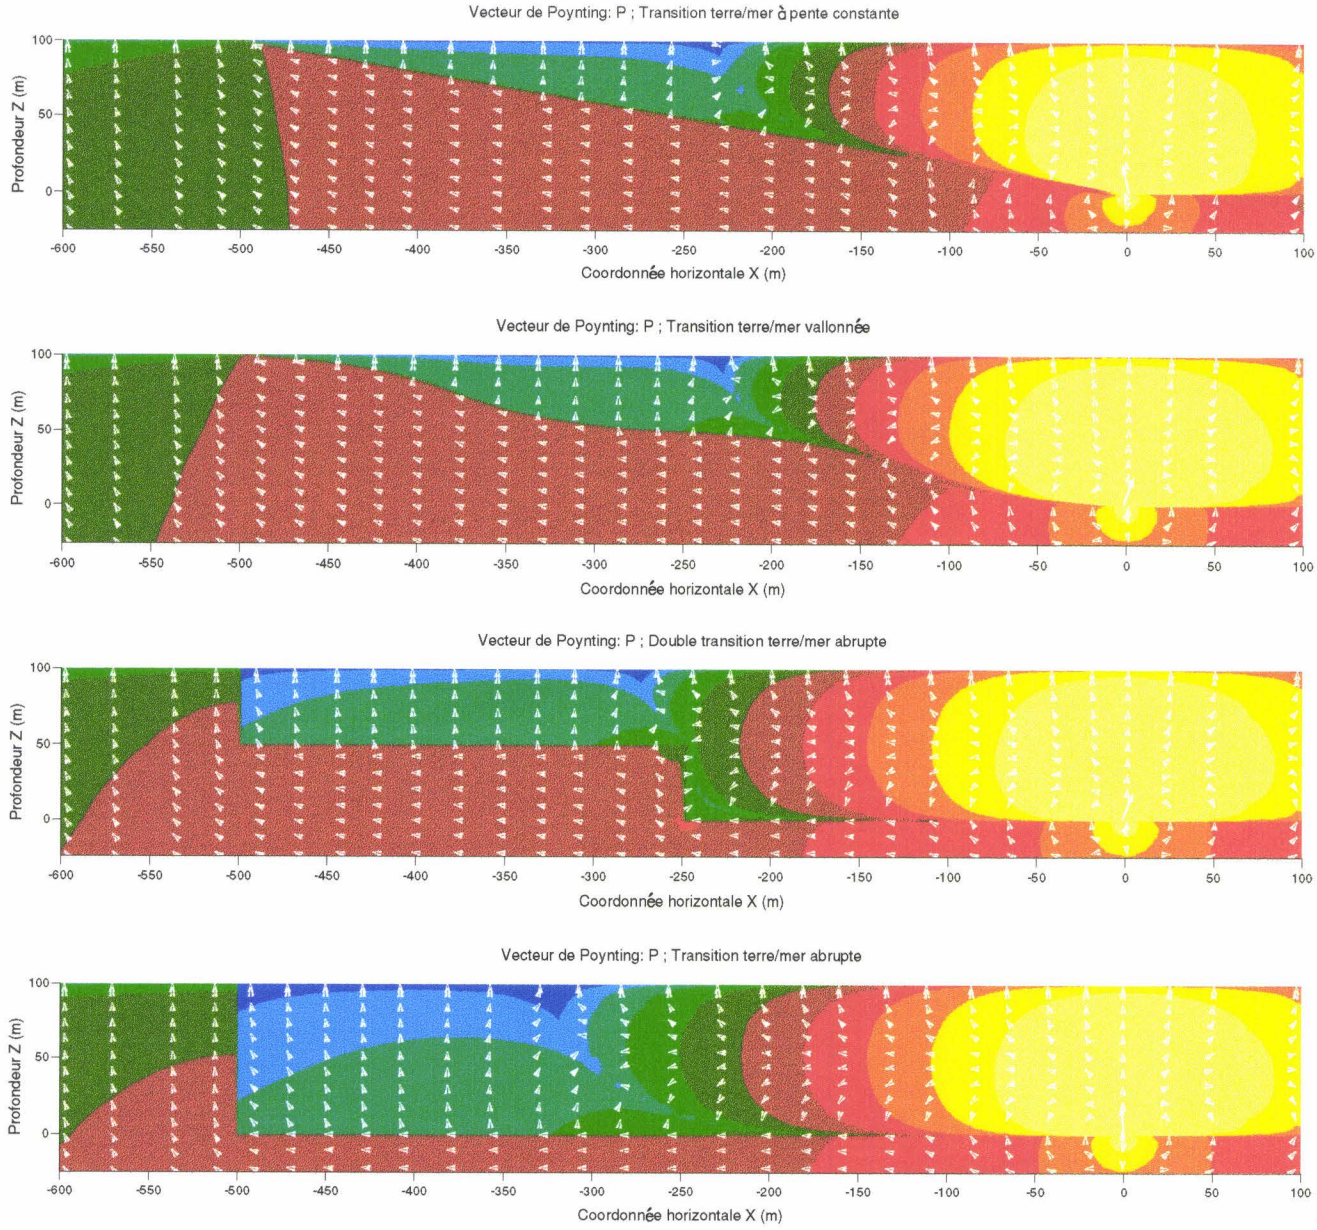 Vecteur de Poynting: P ; Transition terre/mer à pente constante
Profondeur Z (m)
100
50
0
-600 -550 -500 -450 -400 -350 -300 -250 -200 -150 -100 -50 0 50 100
Coordonnée horizontale X (m)
Vecteur de Poynting: P ; Transition terre/mer vallonnée
Profondeur Z (m)
100
50
0
-600 -550 -500 -450 -400 -350 -300 -250 -200 -150 -100 -50 0 50 100
Coordonnée horizontale X (m)
Vecteur de Poynting: P ; Double transition terre/mer abrupte
Profondeur Z (m)
100
50
0
-600 -550 -500 -450 -400 -350 -300 -250 -200 -150 -100 -50 0 50 100
Coordonnée horizontale X (m)
Vecteur de Poynting: P ; Transition terre/mer abrupte
Profondeur Z (m)
100
50
0
-600 -550 -500 -450 -400 -350 -300 -250 -200 -150 -100 -50 0 50 100
Coordonnée horizontale X (m)